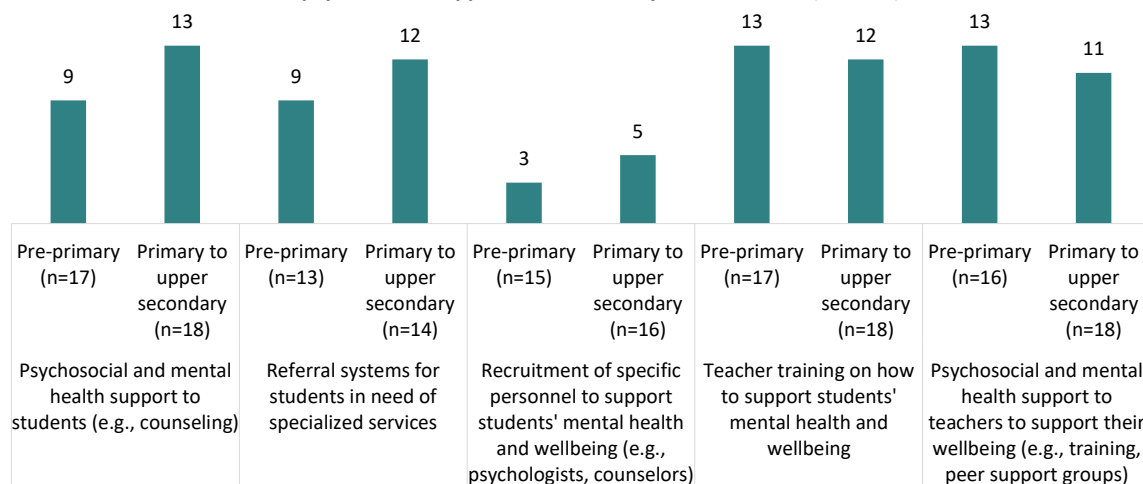 13
12
13
13
12
11
9
9
5
3
Pre-primary
(n=17)
Primary to
upper
secondary
(n=18)
Pre-primary
(n=13)
Primary to
upper
secondary
(n=14)
Pre-primary
(n=15)
Primary to
upper
secondary
(n=16)
Pre-primary
(n=17)
Primary to
upper
secondary
(n=18)
Pre-primary
(n=16)
Primary to
upper
secondary
(n=18)
Psychosocial and mental
health support to
students (e.g., counseling)
Referral systems for
students in need of
specialized services
Recruitment of specific
personnel to support
students' mental health
and wellbeing (e.g.,
psychologists, counselors)
Teacher training on how
to support students'
mental health and
wellbeing
Psychosocial and mental
health support to
teachers to support their
wellbeing (e.g., training,
peer support groups)